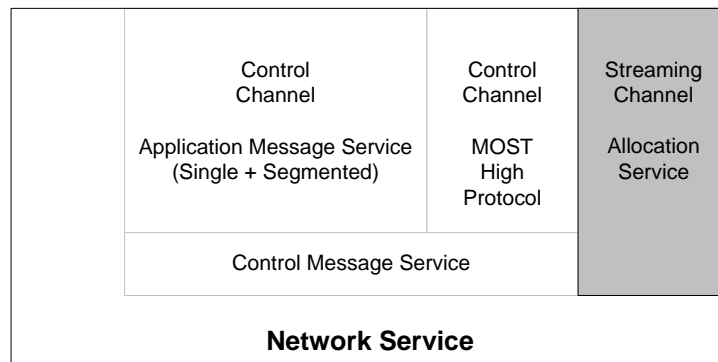 Control
Channel
Application Message Service
(Single + Segmented)
Control
Channel
MOST
High
Protocol
Streaming
Channel
Allocation
Service
Control Message Service
Network Service